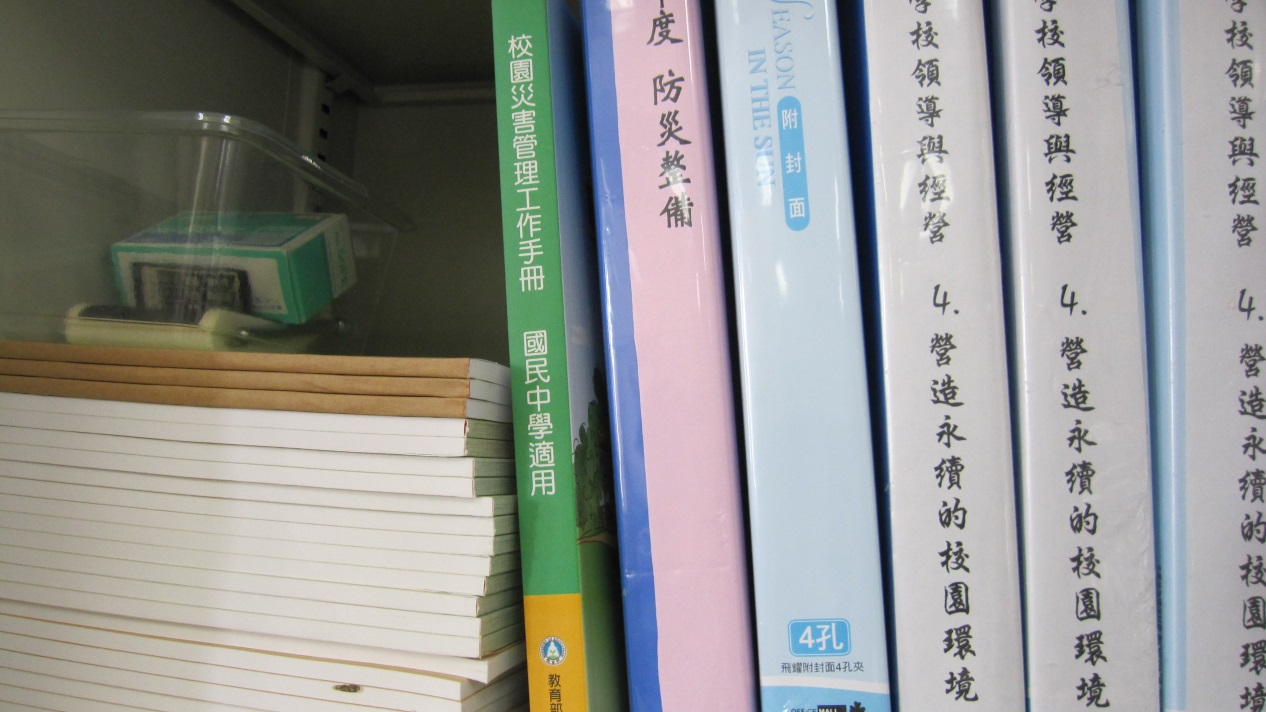 校園災害管理工作手冊 國民中學適用
教育部
度 防災整備
SEASON
IN THE SUN
附封面
4孔
飛耀附封面4孔夾
學校領導與經營 4.營造永續的校園環境
學校領導與經營 4.營造永續的校園環境
學校領導與經營 4.營造永續的校園環境